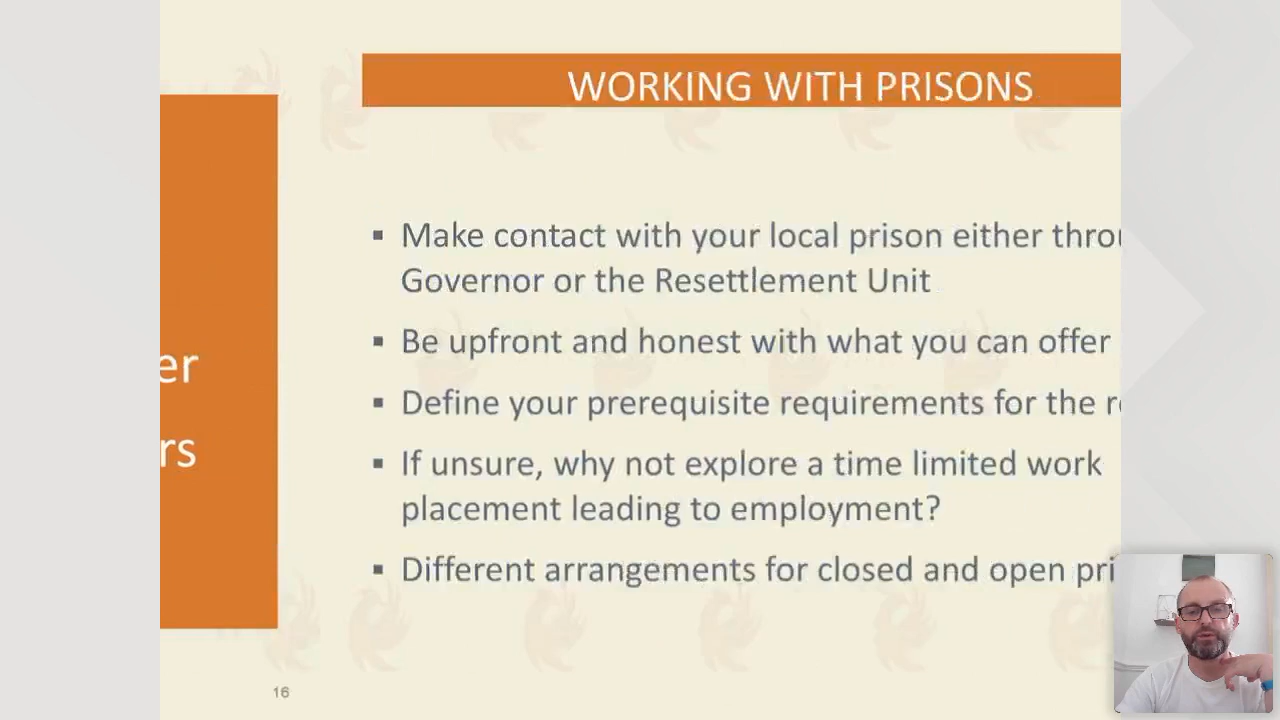 WORKING WITH PRISONS
er
rs
▪ Make contact with your local prison either throu
Governor or the Resettlement Unit
▪ Be upfront and honest with what you can offer
▪ Define your prerequisite requirements for the r
▪ If unsure, why not explore a time limited work
placement leading to employment?
▪ Different arrangements for closed and open pri
16